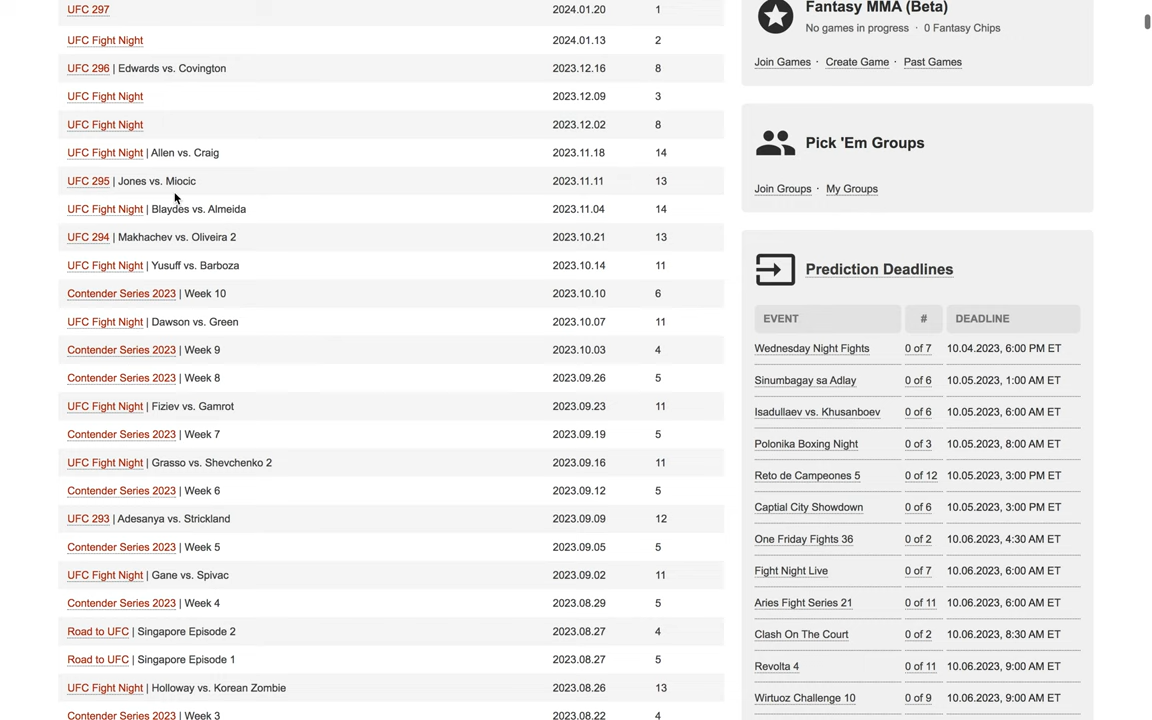 UFC 297 2024.01.20 1
UFC Fight Night 2024.01.13 2
UFC 296 | Edwards vs. Covington 2023.12.16 8
UFC Fight Night 2023.12.09 3
UFC Fight Night 2023.12.02 8
UFC Fight Night | Allen vs. Craig 2023.11.18 14
UFC 295 | Jones vs. Miocic 2023.11.11 13
UFC Fight Night | Blaydes vs. Almeida 2023.11.04 14
UFC 294 | Makhachev vs. Oliveira 2 2023.10.21 13
UFC Fight Night | Yusuff vs. Barboza 2023.10.14 11
Contender Series 2023 | Week 10 2023.10.10 6
UFC Fight Night | Dawson vs. Green 2023.10.07 11
Contender Series 2023 | Week 9 2023.10.03 4
Contender Series 2023 | Week 8 2023.09.26 5
UFC Fight Night | Fiziev vs. Gamrot 2023.09.23 11
Contender Series 2023 | Week 7 2023.09.19 5
UFC Fight Night | Grasso vs. Shevchenko 2 2023.09.16 11
Contender Series 2023 | Week 6 2023.09.12 5
UFC 293 | Adesanya vs. Strickland 2023.09.09 12
Contender Series 2023 | Week 5 2023.09.05 5
UFC Fight Night | Gane vs. Spivac 2023.09.02 11
Contender Series 2023 | Week 4 2023.08.29 5
Road to UFC | Singapore Episode 2 2023.08.27 4
Road to UFC | Singapore Episode 1 2023.08.27 5
UFC Fight Night | Holloway vs. Korean Zombie 2023.08.26 13
Contender Series 2023 | Week 3 2023.08.22 4
Fantasy MMA (Beta)
No games in progress · 0 Fantasy Chips
Join Games · Create Game · Past Games
Pick 'Em Groups
Join Groups · My Groups
Prediction Deadlines
EVENT # DEADLINE
Wednesday Night Fights 0 of 7 10.04.2023, 6:00 PM ET
Sinumbagay sa Adlay 0 of 6 10.05.2023, 1:00 AM ET
Isadullaev vs. Khusanboev 0 of 6 10.05.2023, 6:00 AM ET
Polonika Boxing Night 0 of 3 10.05.2023, 8:00 AM ET
Reto de Campeones 5 0 of 12 10.05.2023, 3:00 PM ET
Captial City Showdown 0 of 6 10.05.2023, 3:00 PM ET
One Friday Fights 36 0 of 2 10.06.2023, 4:30 AM ET
Fight Night Live 0 of 7 10.06.2023, 6:00 AM ET
Aries Fight Series 21 0 of 11 10.06.2023, 6:00 AM ET
Clash On The Court 0 of 2 10.06.2023, 8:30 AM ET
Revolta 4 0 of 11 10.06.2023, 9:00 AM ET
Wirtuoz Challenge 10 0 of 9 10.06.2023, 9:00 AM ET